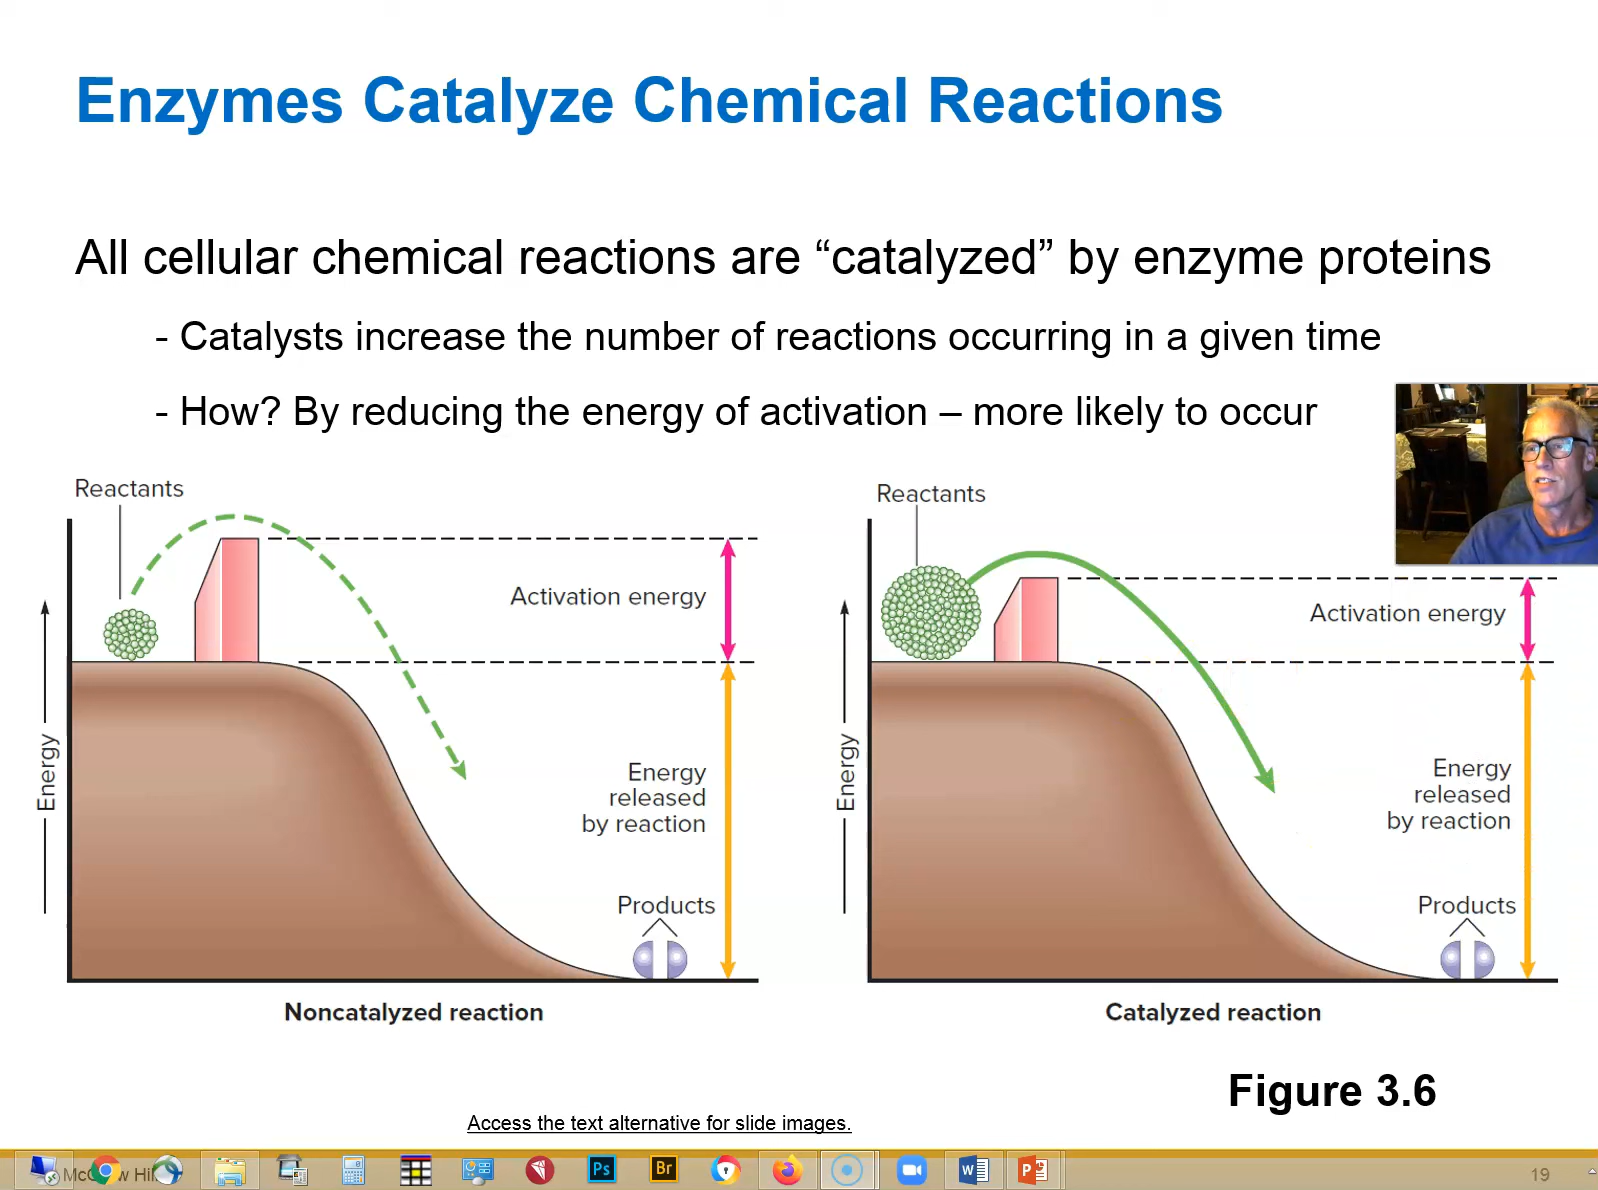 Enzymes Catalyze Chemical Reactions
All cellular chemical reactions are “catalyzed” by enzyme proteins
- Catalysts increase the number of reactions occurring in a given time
- How? By reducing the energy of activation – more likely to occur
Reactants
Activation energy
Energy
Energy
released
by reaction
Products
Noncatalyzed reaction
Reactants
Activation energy
Energy
Energy
released
by reaction
Products
Catalyzed reaction
Figure 3.6
Access the text alternative for slide images.
Ps
Br
W
P
19